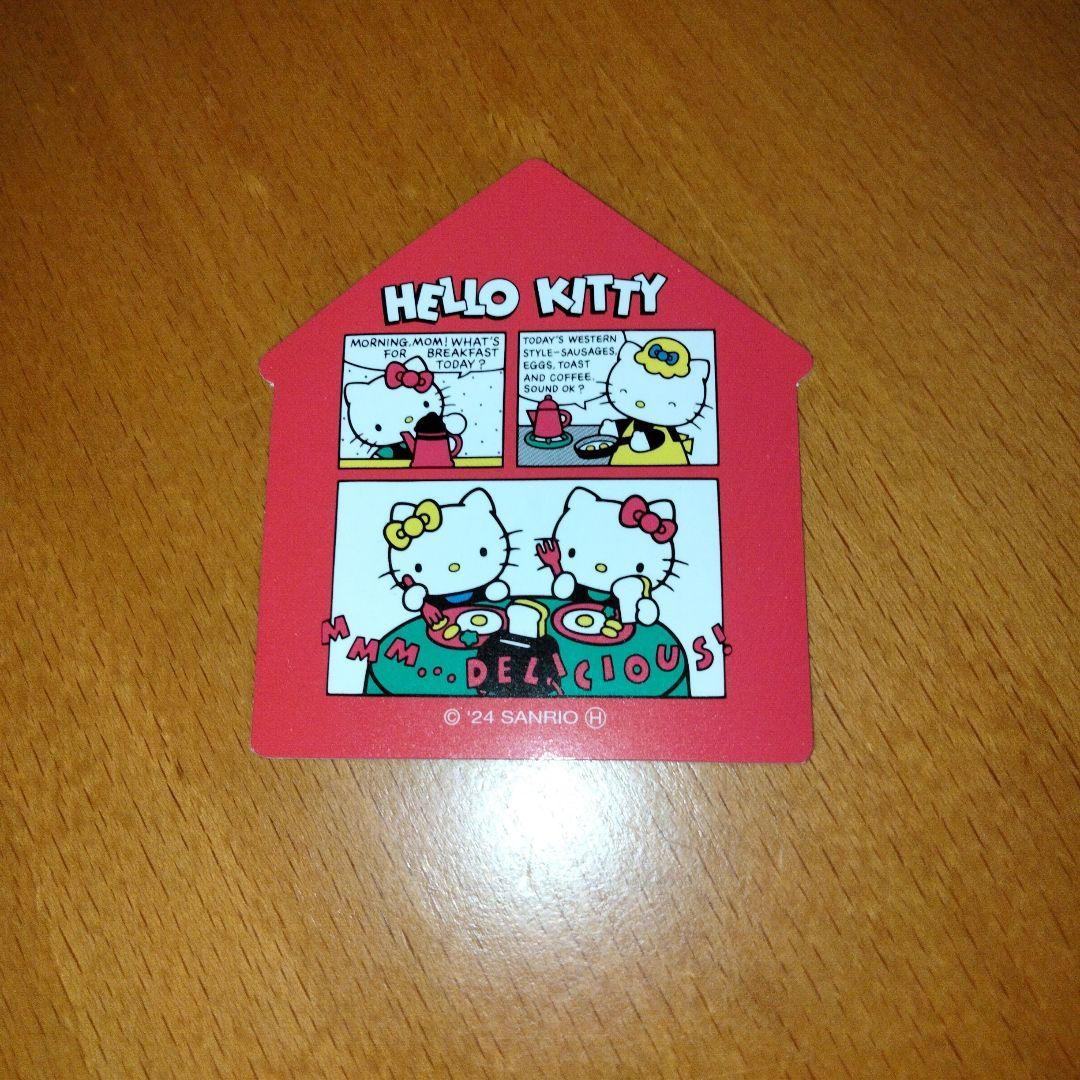 HELLO KITTY
MORNING, MOM! WHAT'S
FOR BREAKFAST
TODAY?
TODAY'S WESTERN
STYLE-SAUSAGES,
EGGS, TOAST
AND COFFEE.
SOUND OK?
MMM...DELICIOUS!
© '24 SANRIO Ⓗ